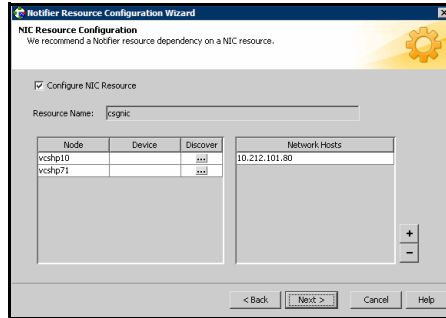 Notifier Resource Configuration Wizard
NIC Resource Configuration
We recommend a Notifier resource dependency on a NIC resource.
Configure NIC Resource
Resource Name: csgnic
Node Device Discover Network Hosts
vcshp10 ... 10.212.101.80
vcshp71 ...
+
-
< Back Next > Cancel Help